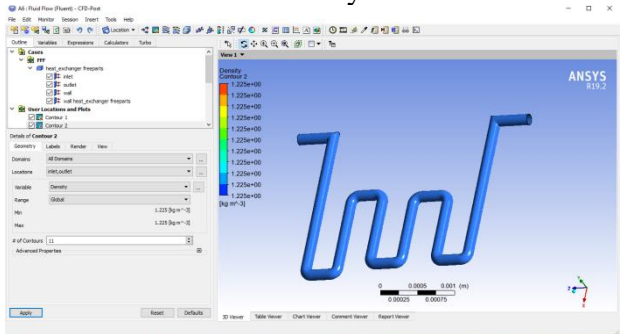 A6 : Fluid Flow (Fluent) - CFD-Post
File Edit Monitor Session Insert Tools Help
Location
Outline Variables Expressions Calculators Turbo
Cases
FFF
heat_exchanger freeparts
inlet
outlet
wall
wall heat_exchanger freeparts
User Locations and Plots
Contour 1
Contour 2
Details of Contour 2
Geometry Labels Render View
Domains All Domains
Locations inlet,outlet
Variable Density
Range Global
Min 1.225 [kg m^-3]
Max 1.225 [kg m^-3]
# of Contours 11
Advanced Properties
Apply Reset Defaults
View 1
Density
Contour 2
1.225e+00
1.225e+00
1.225e+00
1.225e+00
1.225e+00
1.225e+00
1.225e+00
1.225e+00
1.225e+00
1.225e+00
1.225e+00
[kg m^-3]
ANSYS
R19.2
0 0.0005 0.001 (m)
0.00025 0.00075
3D Viewer Table Viewer Chart Viewer Comment Viewer Report Viewer